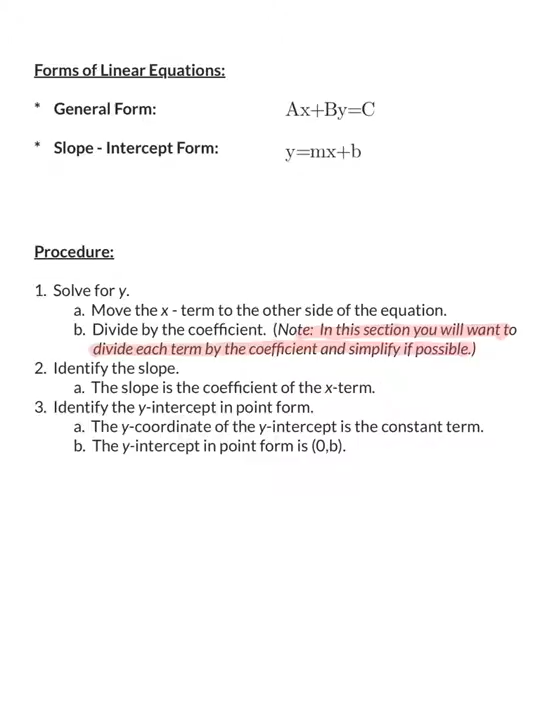 Forms of Linear Equations:
* General Form: Ax+By=C
* Slope - Intercept Form: y=mx+b
Procedure:
1. Solve for y.
a. Move the x - term to the other side of the equation.
b. Divide by the coefficient. (Note: In this section you will want to
divide each term by the coefficient and simplify if possible.)
2. Identify the slope.
a. The slope is the coefficient of the x-term.
3. Identify the y-intercept in point form.
a. The y-coordinate of the y-intercept is the constant term.
b. The y-intercept in point form is (0,b).